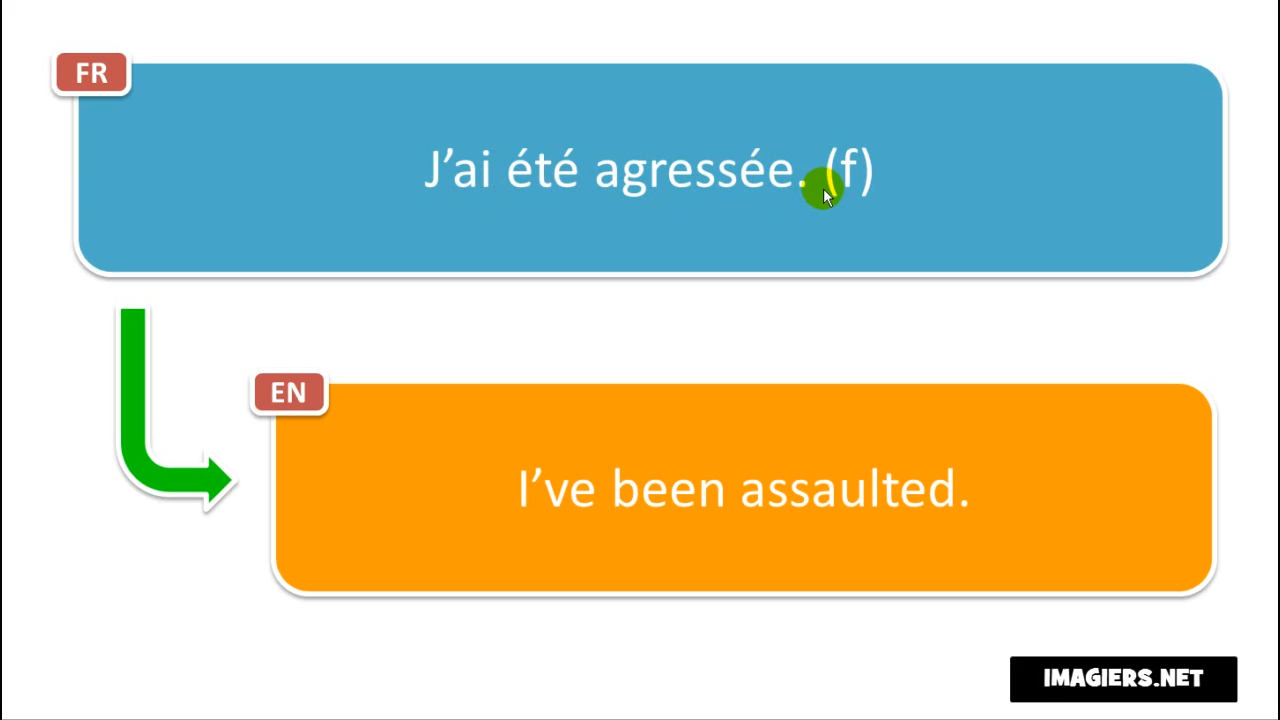 FR
J’ai été agressée. (f)
EN
I’ve been assaulted.
IMAGIERS.NET